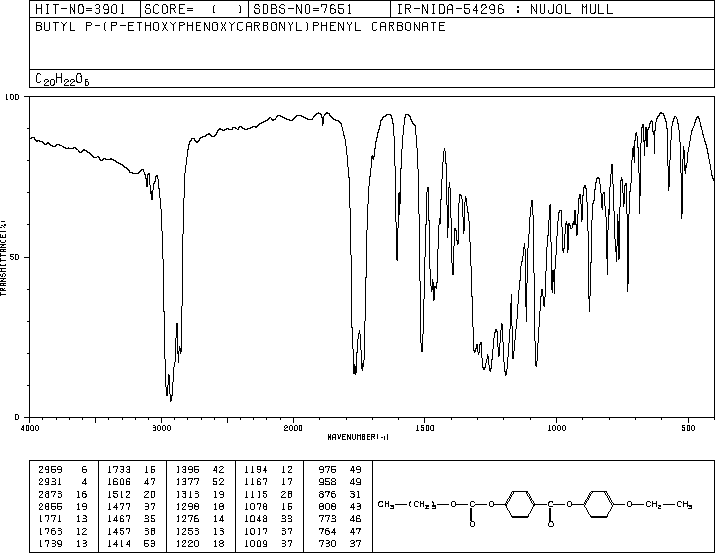 HIT-NO=3901 SCORE= ( ) SDBS-NO=7651 IR-NIDA-54296 : NUJOL MULL
BUTYL P-(P-ETHOXYPHENOXYCARBONYL)PHENYL CARBONATE
C20H22O6
100
50
0
TRANSMITTANCE(%)
4000 3000 2000 1500 1000 500
WAVENUMBER(-1)
2959 6 1733 16 1396 42 1194 12 976 49
2931 4 1606 47 1377 52 1167 17 958 49
2873 16 1512 20 1313 19 1115 28 876 31
2855 19 1477 37 1298 18 1078 16 808 43
1771 13 1467 35 1276 14 1048 33 773 46
1763 12 1457 38 1253 13 1017 37 764 47
1739 13 1414 53 1220 18 1009 37 730 37
CH3 (CH2)3 O C O C O O CH2 CH3
O O